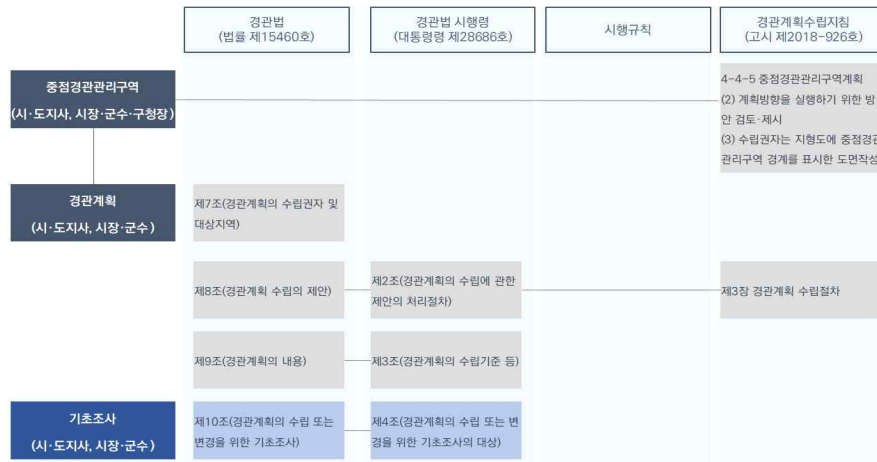 경관법
(법률 제15460호)
경관법 시행령
(대통령령 제28686호)
시행규칙
경관계획수립지침
(고시 제2018-926호)
중점경관관리구역
(시·도지사, 시장·군수·구청장)
4-4-5 중점경관관리구역계획
(2) 계획방향을 실행하기 위한 방
안 검토·제시
(3) 수립권자는 지형도에 중점경관
관리구역 경계를 표시한 도면작성
경관계획
(시·도지사, 시장·군수)
제7조(경관계획의 수립권자 및
대상지역)
제8조(경관계획 수립의 제안)
제2조(경관계획의 수립에 관한
제안의 처리절차)
제3장 경관계획 수립절차
제9조(경관계획의 내용)
제3조(경관계획의 수립기준 등)
기초조사
(시·도지사, 시장·군수)
제10조(경관계획의 수립 또는
변경을 위한 기초조사)
제4조(경관계획의 수립 또는 변
경을 위한 기초조사의 대상)